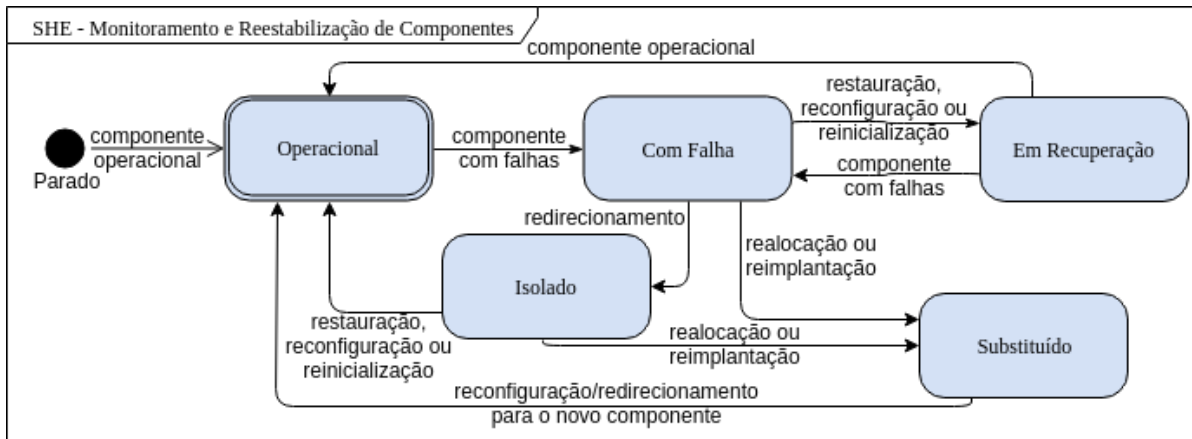 SHE - Monitoramento e Reestabilização de Componentes
componente operacional
restauração,
reconfiguração ou
reinicialização
componente
operacional
Parado
Operacional
componente
com falhas
Com Falha
Em Recuperação
componente
com falhas
redirecionamento
realocação ou
reimplantação
Isolado
restauração,
reconfiguração ou
reinicialização
realocação ou
reimplantação
Substituído
reconfiguração/redirecionamento
para o novo componente